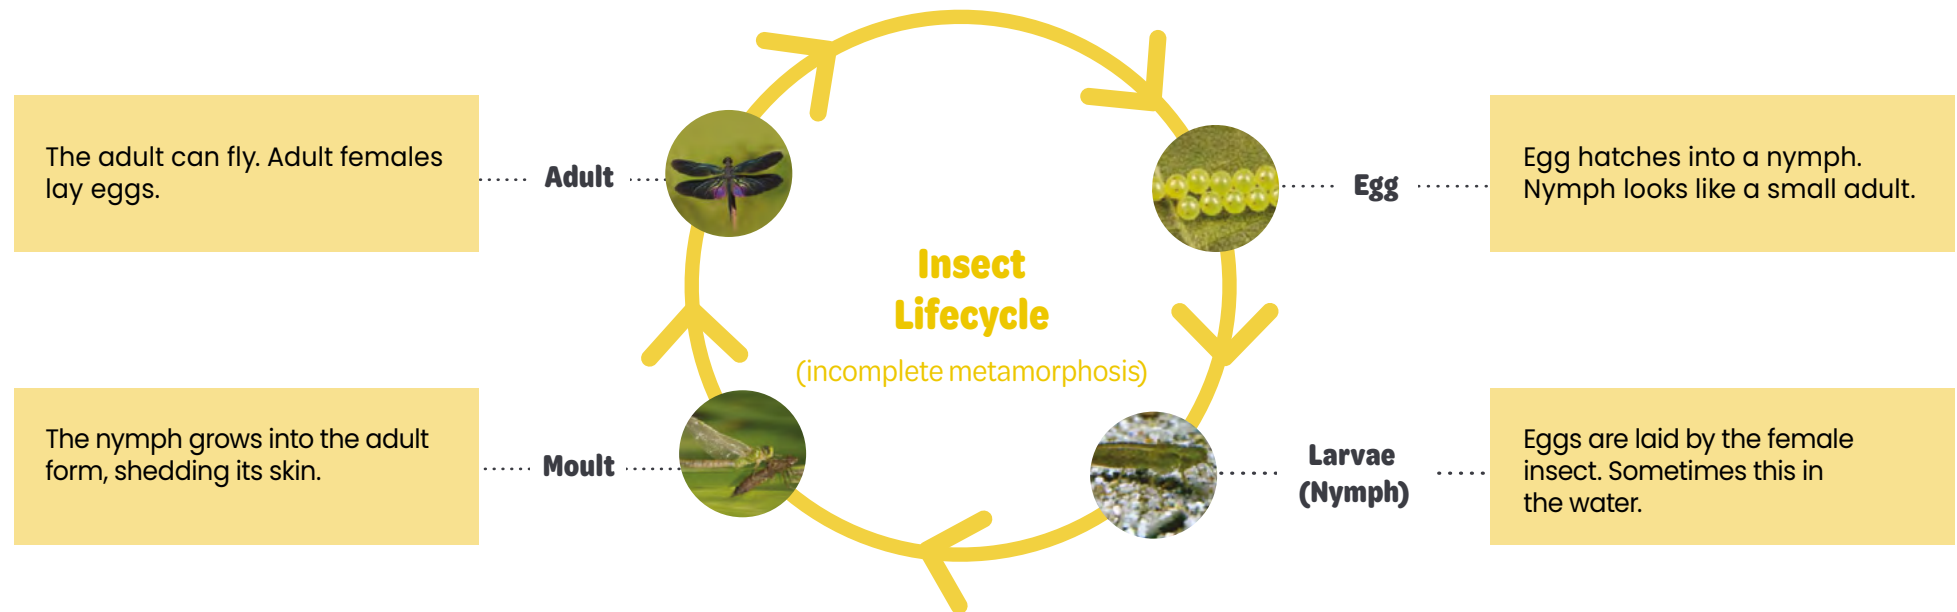 The adult can fly. Adult females
lay eggs.
Adult
Egg
Egg hatches into a nymph.
Nymph looks like a small adult.
Insect
Lifecycle
(incomplete metamorphosis)
The nymph grows into the adult
form, shedding its skin.
Moult
Larvae
(Nymph)
Eggs are laid by the female
insect. Sometimes this in
the water.